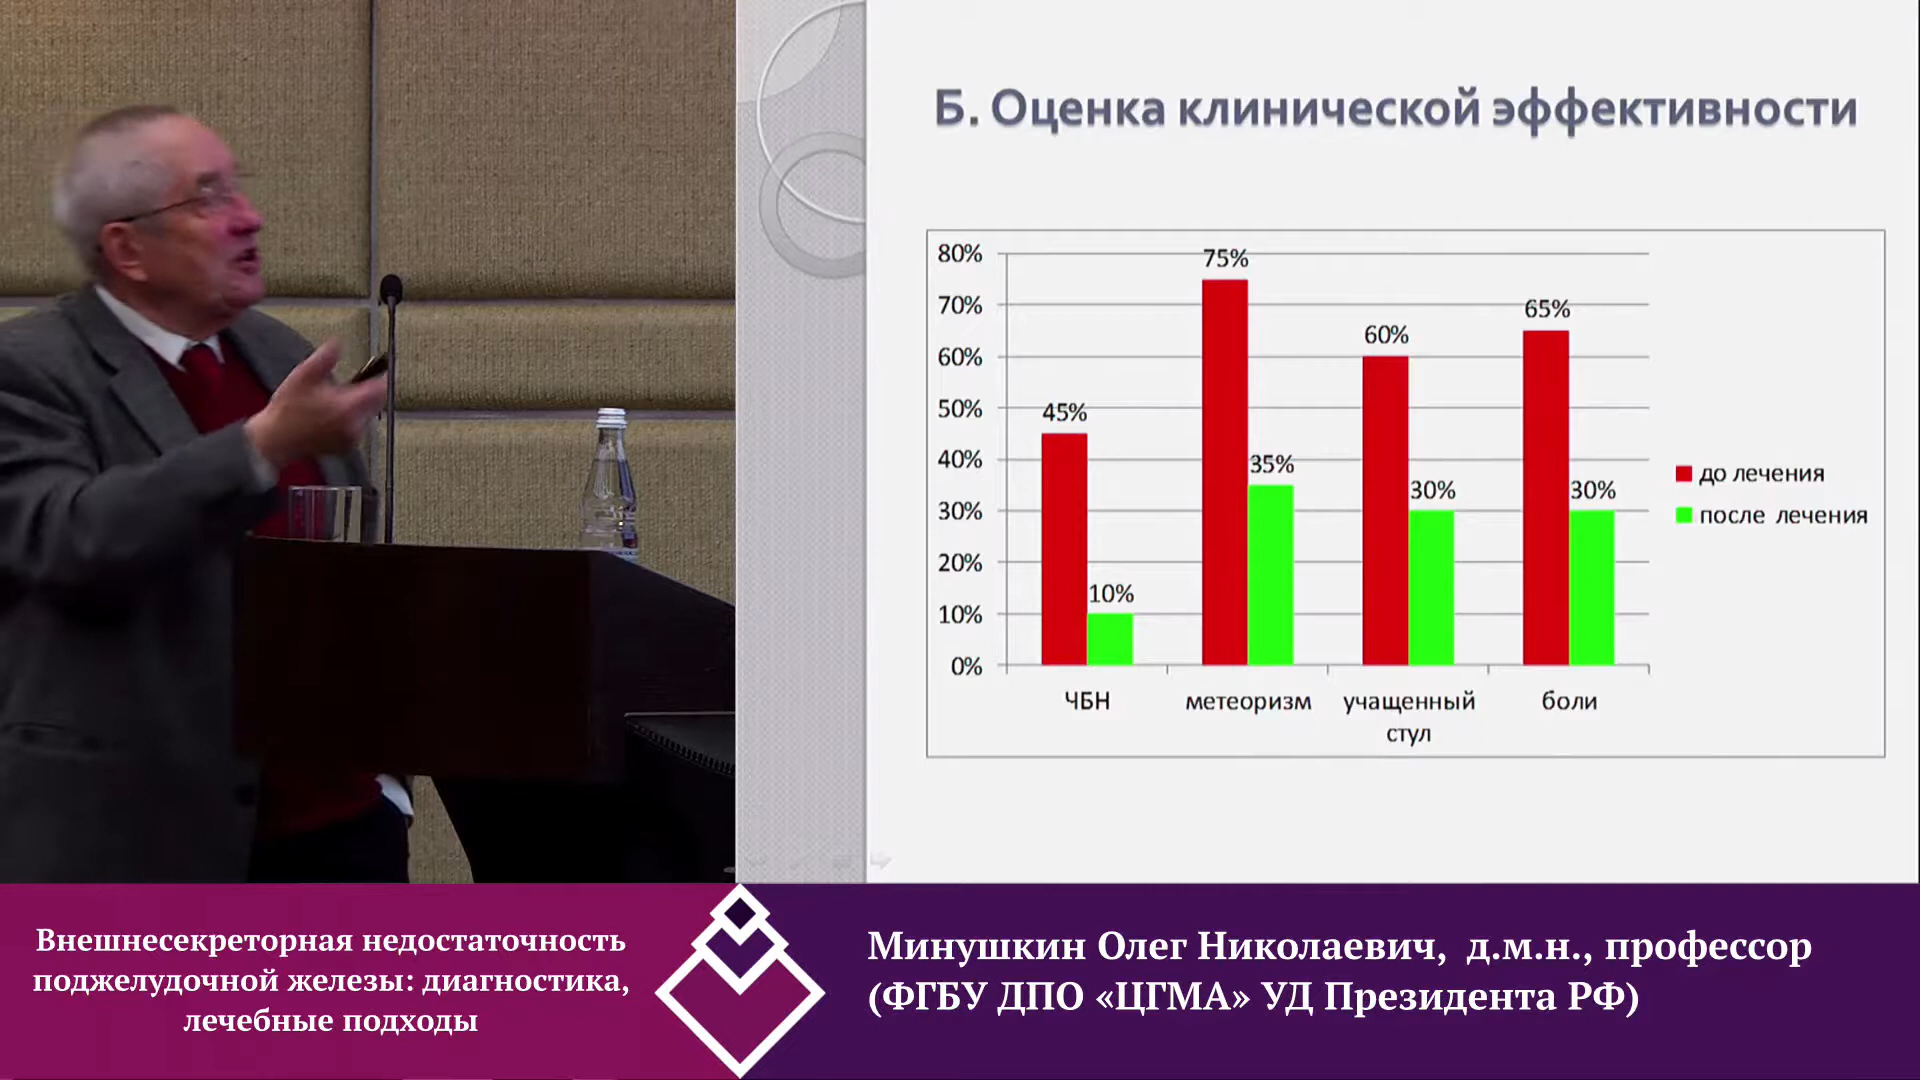 Б. Оценка клинической эффективности
80%
70%
60%
50%
40%
30%
20%
10%
0%
45%
10%
75%
35%
60%
30%
65%
30%
ЧБН
метеоризм
учащенный
стул
боли
до лечения
после лечения
Внешнесекреторная недостаточность
поджелудочной железы: диагностика,
лечебные подходы
Минушкин Олег Николаевич, д.м.н., профессор
(ФГБУ ДПО «ЦГМА» УД Президента РФ)